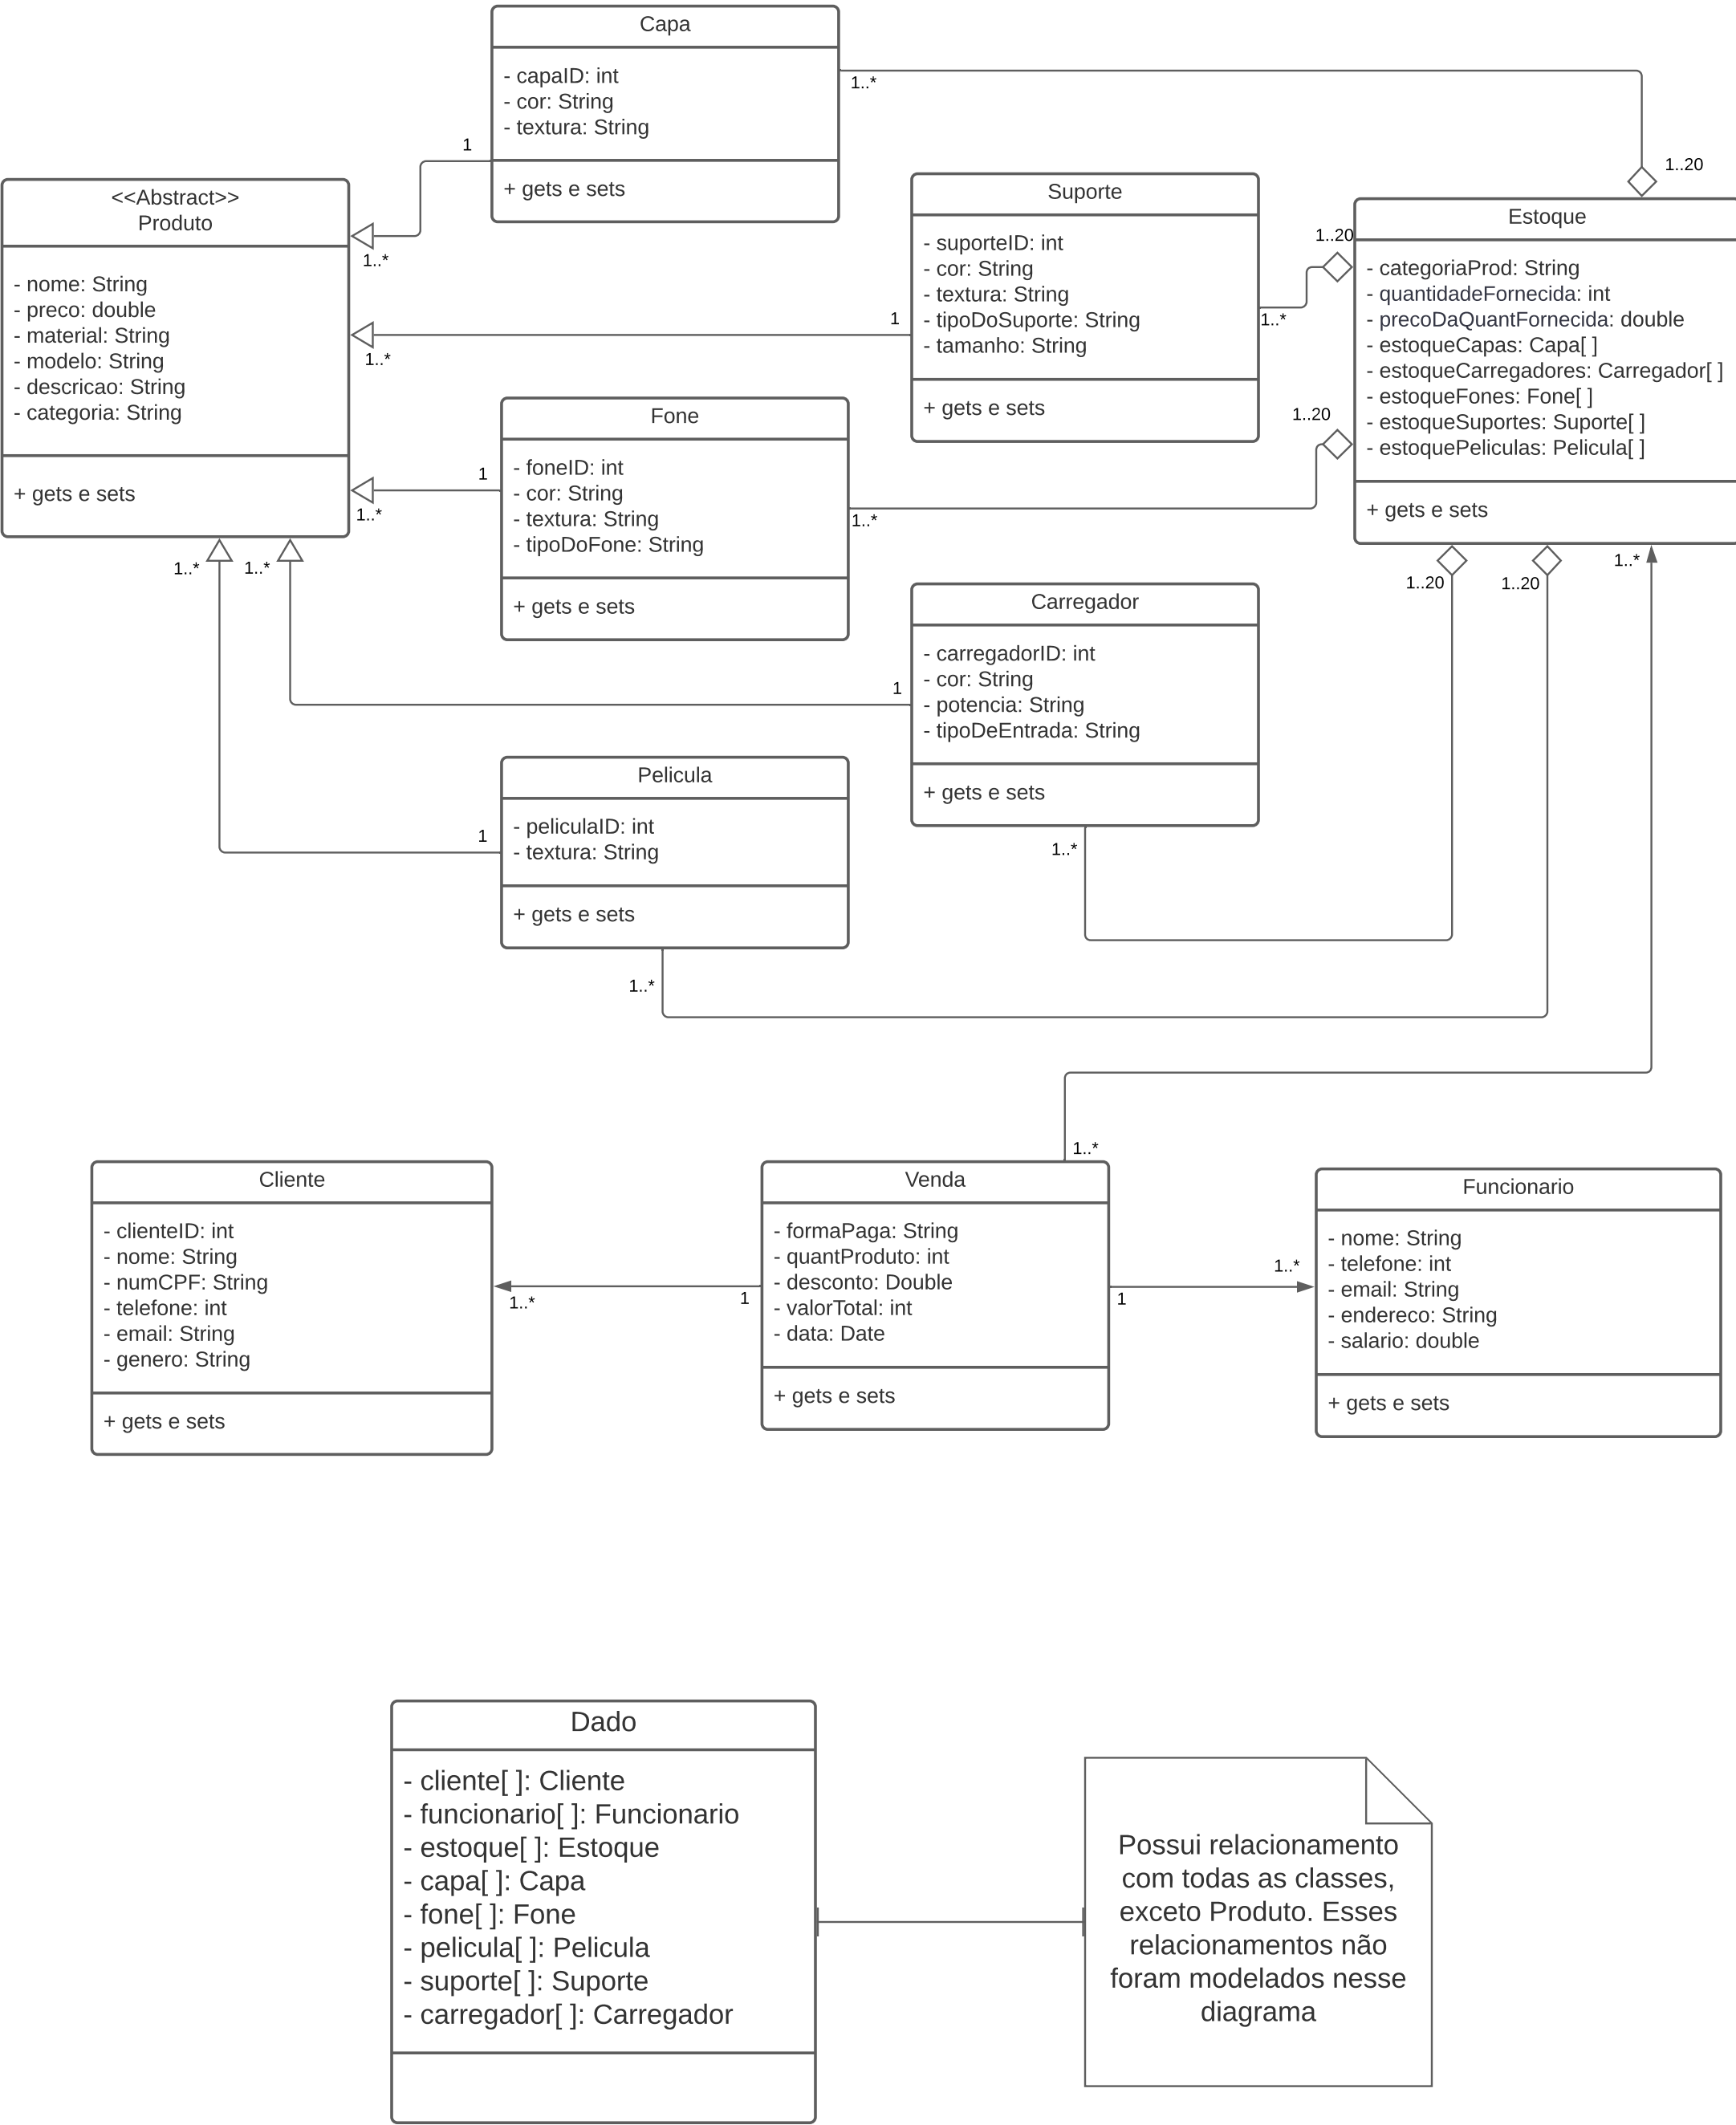 Capa
- capaID: int
- cor: String
- textura: String
+ gets e sets
1..*
1
1..20
<<Abstract>>
Produto
- nome: String
- preco: double
- material: String
- modelo: String
- descricao: String
- categoria: String
+ gets e sets
1..*
1..*
1..*
1..*
1..*
Suporte
- suporteID: int
- cor: String
- textura: String
- tipoDoSuporte: String
- tamanho: String
+ gets e sets
1
1..*
1..20
Estoque
- categoriaProd: String
- quantidadeFornecida: int
- precoDaQuantFornecida: double
- estoqueCapas: Capa[ ]
- estoqueCarregadores: Carregador[ ]
- estoqueFones: Fone[ ]
- estoqueSuportes: Suporte[ ]
- estoquePeliculas: Pelicula[ ]
+ gets e sets
1..20
1..20
1..20
1..*
Fone
- foneID: int
- cor: String
- textura: String
- tipoDoFone: String
+ gets e sets
1
1..*
Carregador
- carregadorID: int
- cor: String
- potencia: String
- tipoDeEntrada: String
+ gets e sets
1
1..*
Pelicula
- peliculaID: int
- textura: String
+ gets e sets
1
1..*
Cliente
- clienteID: int
- nome: String
- numCPF: String
- telefone: int
- email: String
- genero: String
+ gets e sets
1..*
1
1..*
Venda
- formaPaga: String
- quantProduto: int
- desconto: Double
- valorTotal: int
- data: Date
+ gets e sets
1
1..*
Funcionario
- nome: String
- telefone: int
- email: String
- endereco: String
- salario: double
+ gets e sets
Dado
- cliente[ ]: Cliente
- funcionario[ ]: Funcionario
- estoque[ ]: Estoque
- capa[ ]: Capa
- fone[ ]: Fone
- pelicula[ ]: Pelicula
- suporte[ ]: Suporte
- carregador[ ]: Carregador
Possui relacionamento
com todas as classes,
exceto Produto. Esses
relacionamentos não
foram modelados nesse
diagrama